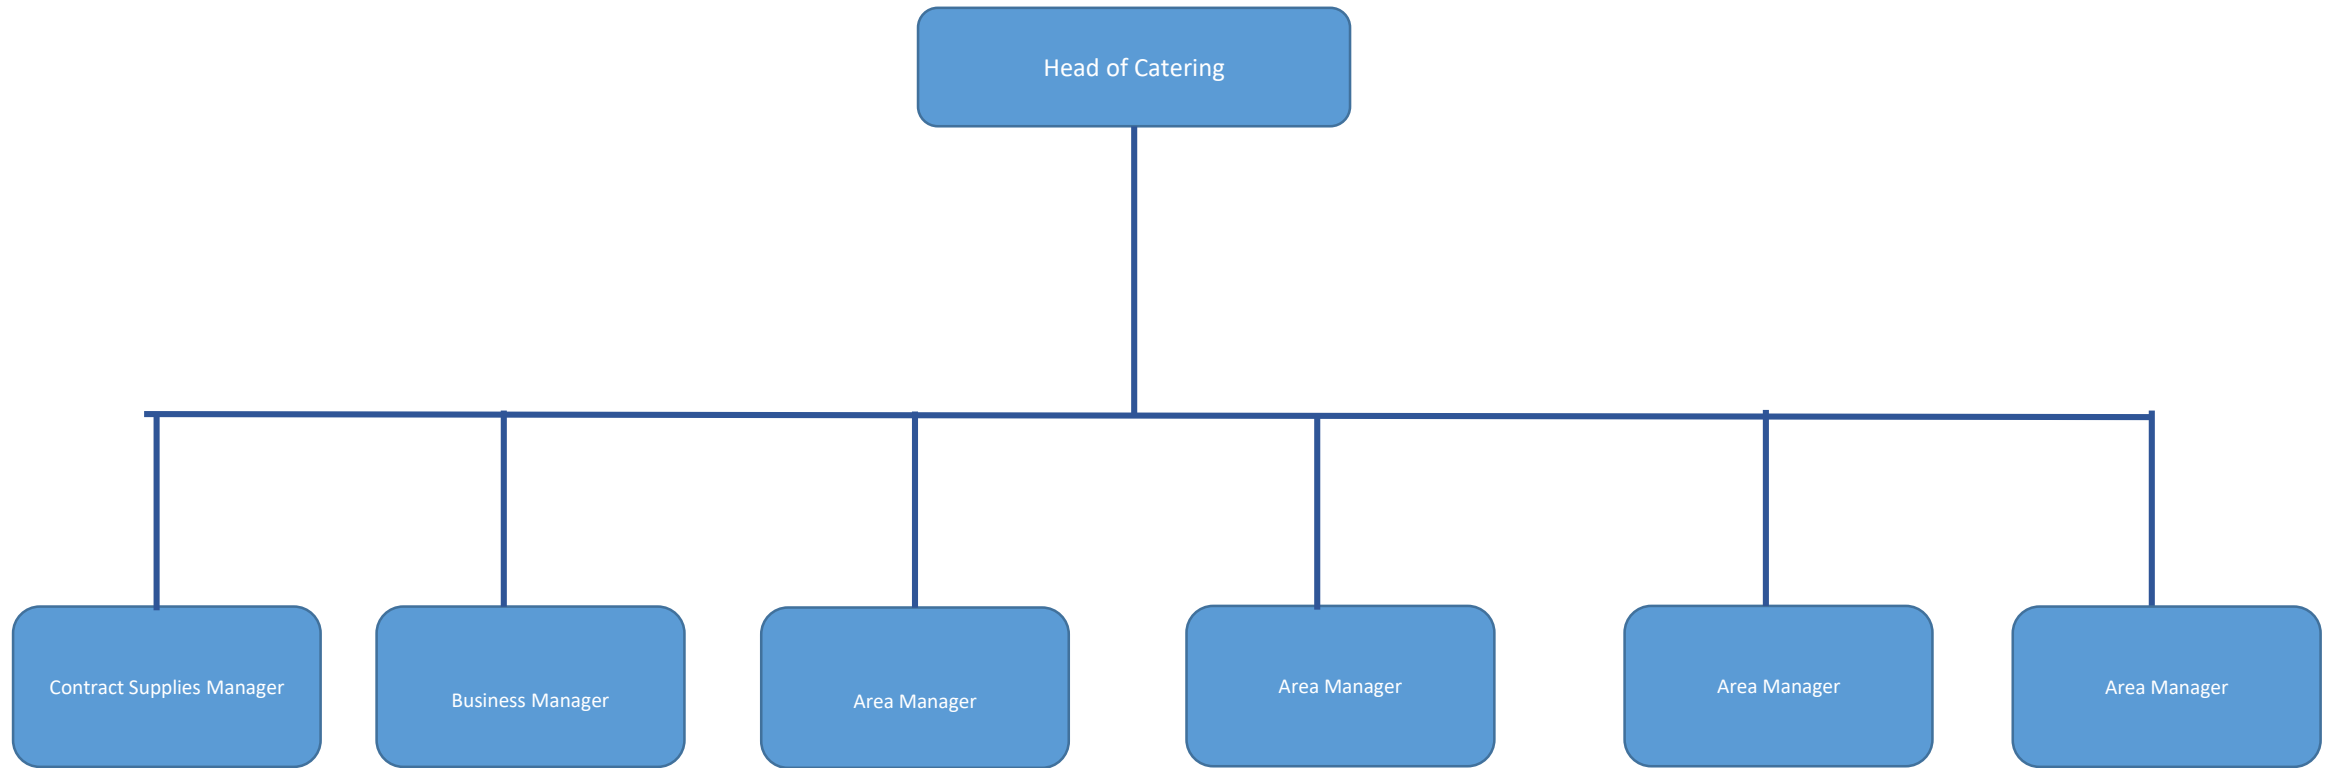 Head of Catering
Contract Supplies Manager
Business Manager
Area Manager
Area Manager
Area Manager
Area Manager